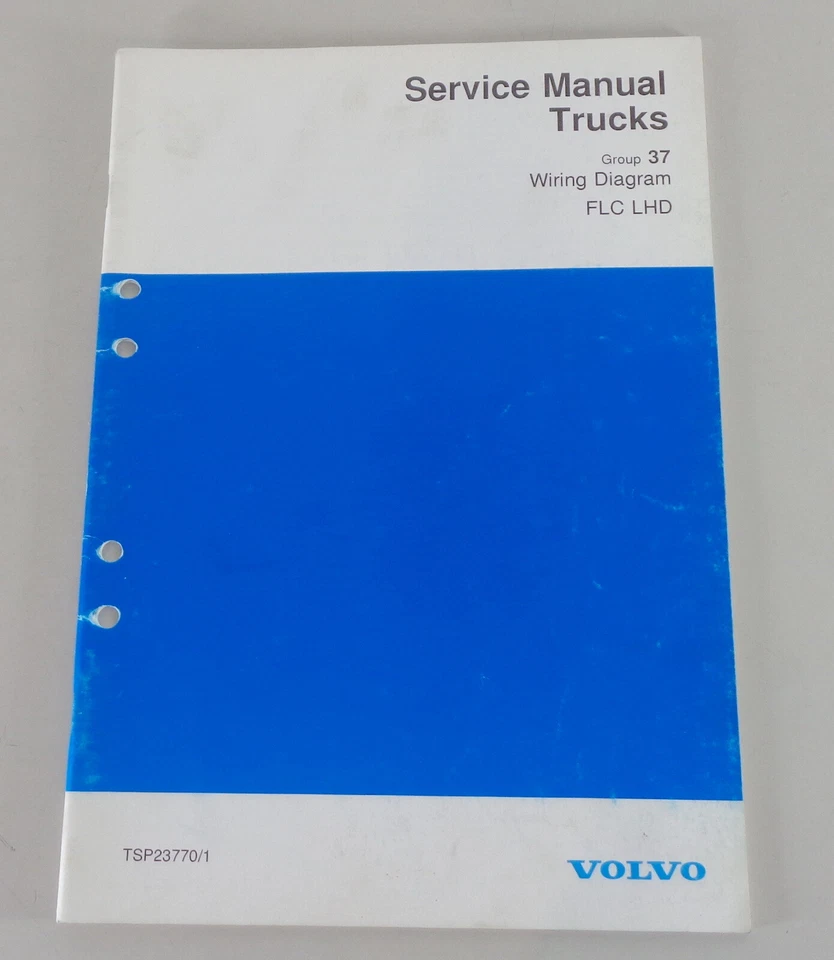 Service Manual
Trucks
Group 37
Wiring Diagram
FLC LHD
TSP23770/1
VOLVO